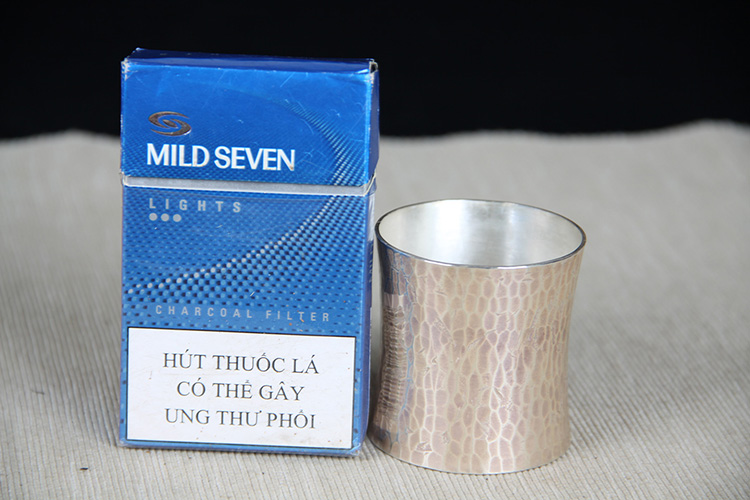 MILD SEVEN
LIGHTS
CHARCOAL FILTER
HÚT THUỐC LÁ
CÓ THỂ GÂY
UNG THƯ PHỔI